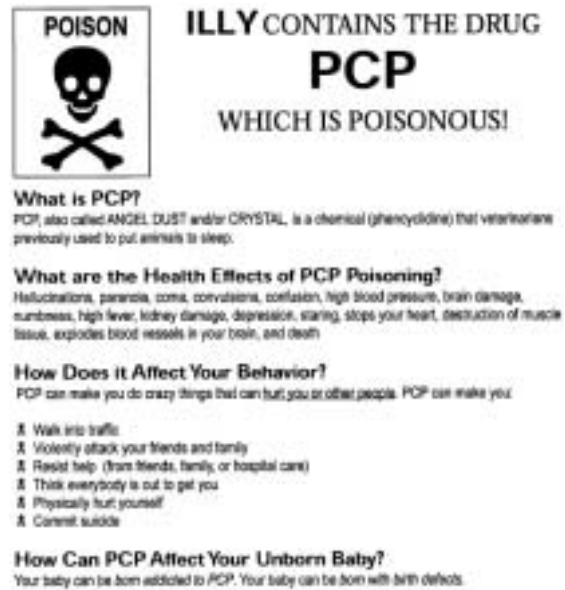 POISON
ILLY CONTAINS THE DRUG
PCP
WHICH IS POISONOUS!
What is PCP?
PCP, also called ANGEL DUST and/or CRYSTAL, is a chemical (phencyclidine) that veterinarians
previously used to put animals to sleep.
What are the Health Effects of PCP Poisoning?
Hallucinations, paranoia, coma, convulsions, confusion, high blood pressure, brain damage,
numbness, high fever, kidney damage, depression, staring, stops your heart, destruction of muscle
tissue, explodes blood vessels in your brain, and death
How Does it Affect Your Behavior?
PCP can make you do crazy things that can hurt you or other people. PCP can make you:
Walk into traffic
Violently attack your friends and family
Resist help (from friends, family, or hospital care)
Think everybody is out to get you
Physically hurt yourself
Commit suicide
How Can PCP Affect Your Unborn Baby?
Your baby can be born addicted to PCP. Your baby can be born with birth defects.